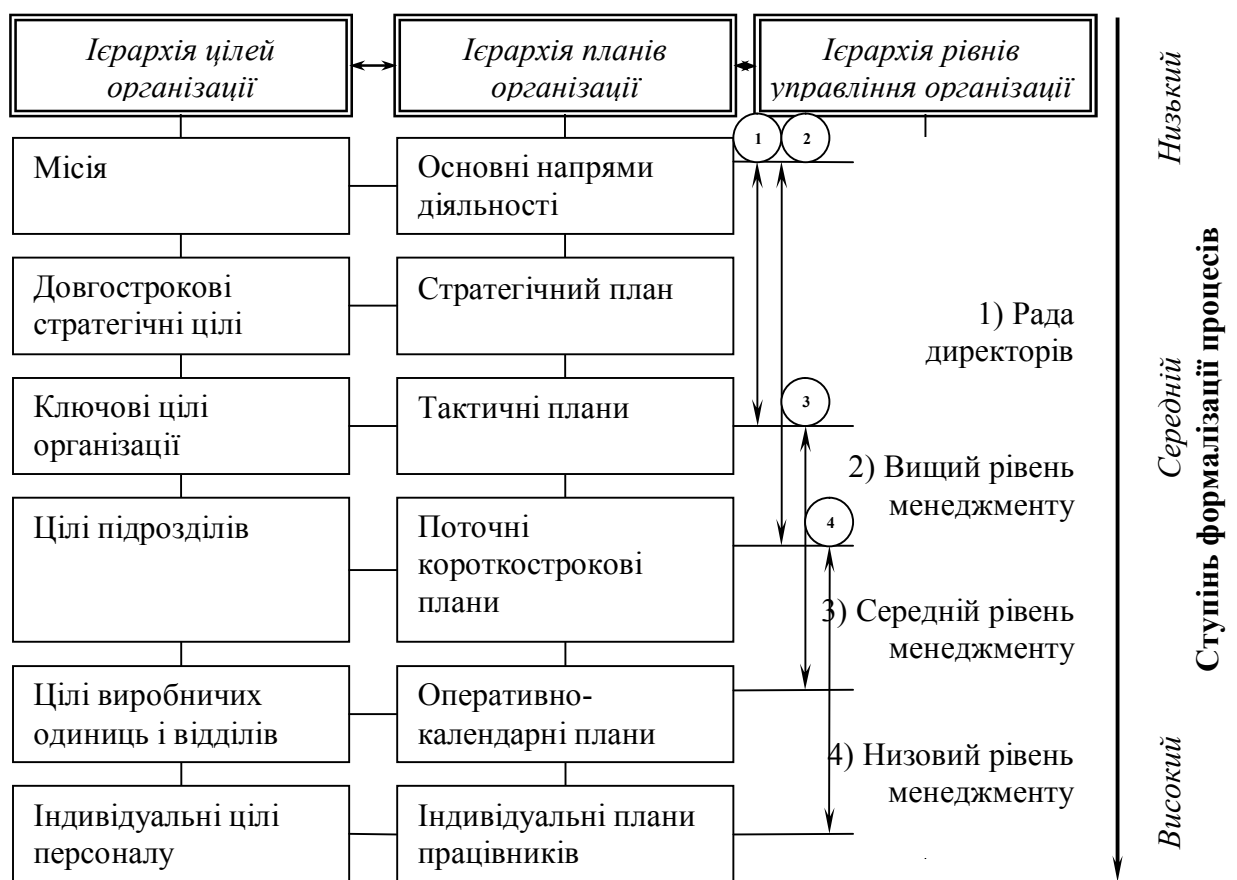 Ієрархія цілей
організації
Ієрархія планів
організації
Ієрархія рівнів
управління організації
Місія
Основні напрями
діяльності
1
2
Довгострокові
стратегічні цілі
Стратегічний план
1) Рада
директорів
Ключові цілі
організації
Тактичні плани
3
2) Вищий рівень
менеджменту
Цілі підрозділів
Поточні
короткострокові
плани
4
3) Середній рівень
менеджменту
Цілі виробничих
одиниць і відділів
Оперативно-
календарні плани
4) Низовий рівень
менеджменту
Індивідуальні цілі
персоналу
Індивідуальні плани
працівників
Низький
Середній
Високий
Ступінь формалізації процесів